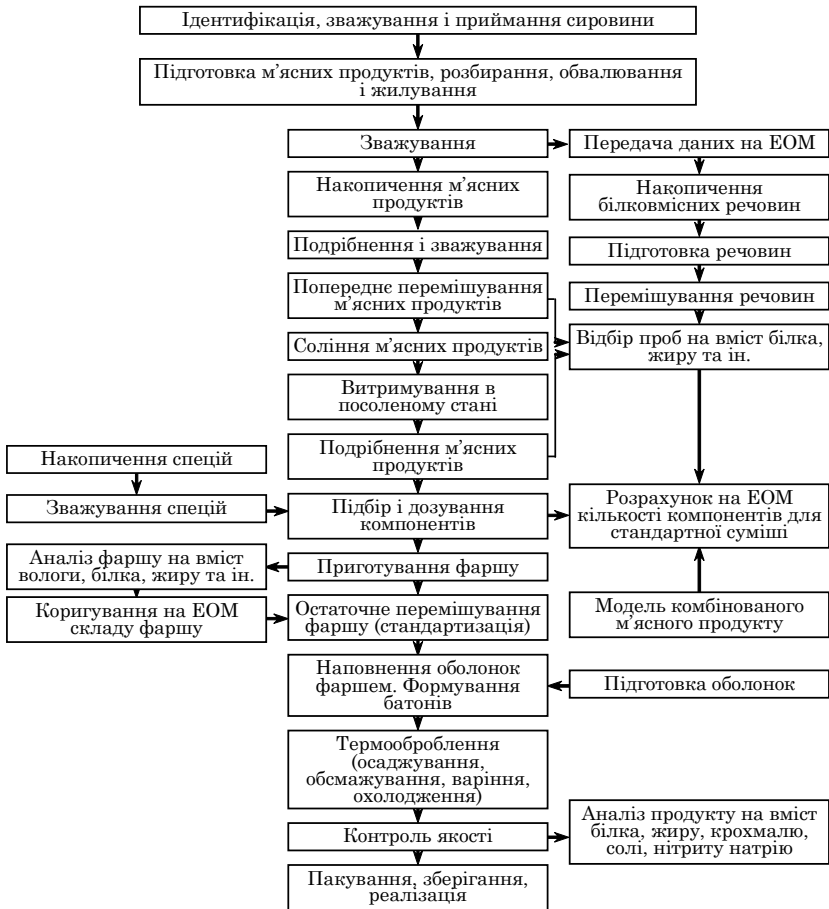 Ідентифікація, зважування і приймання сировини
Підготовка м'ясних продуктів, розбирання, обвалювання
і жилування
Зважування
Передача даних на ЕОМ
Накопичення м'ясних
продуктів
Накопичення
білковмісних речовин
Подрібнення і зважування
Підготовка речовин
Попереднє перемішування
м'ясних продуктів
Перемішування речовин
Соління м'ясних продуктів
Відбір проб на вміст білка,
жиру та ін.
Витримування в
посоленому стані
Накопичення спецій
Подрібнення м'ясних
продуктів
Зважування спецій
Підбір і дозування
компонентів
Розрахунок на ЕОМ
кількості компонентів для
стандартної суміші
Аналіз фаршу на вміст
вологи, білка, жиру та ін.
Приготування фаршу
Коригування на ЕОМ
складу фаршу
Остаточне перемішування
фаршу (стандартизація)
Модель комбінованого
м'ясного продукту
Наповнення оболонок
фаршем. Формування
батонів
Підготовка оболонок
Термооброблення
(осаджування,
обсмажування, варіння,
охолодження)
Контроль якості
Аналіз продукту на вміст
білка, жиру, крохмалю,
солі, нітриту натрію
Пакування, зберігання,
реалізація